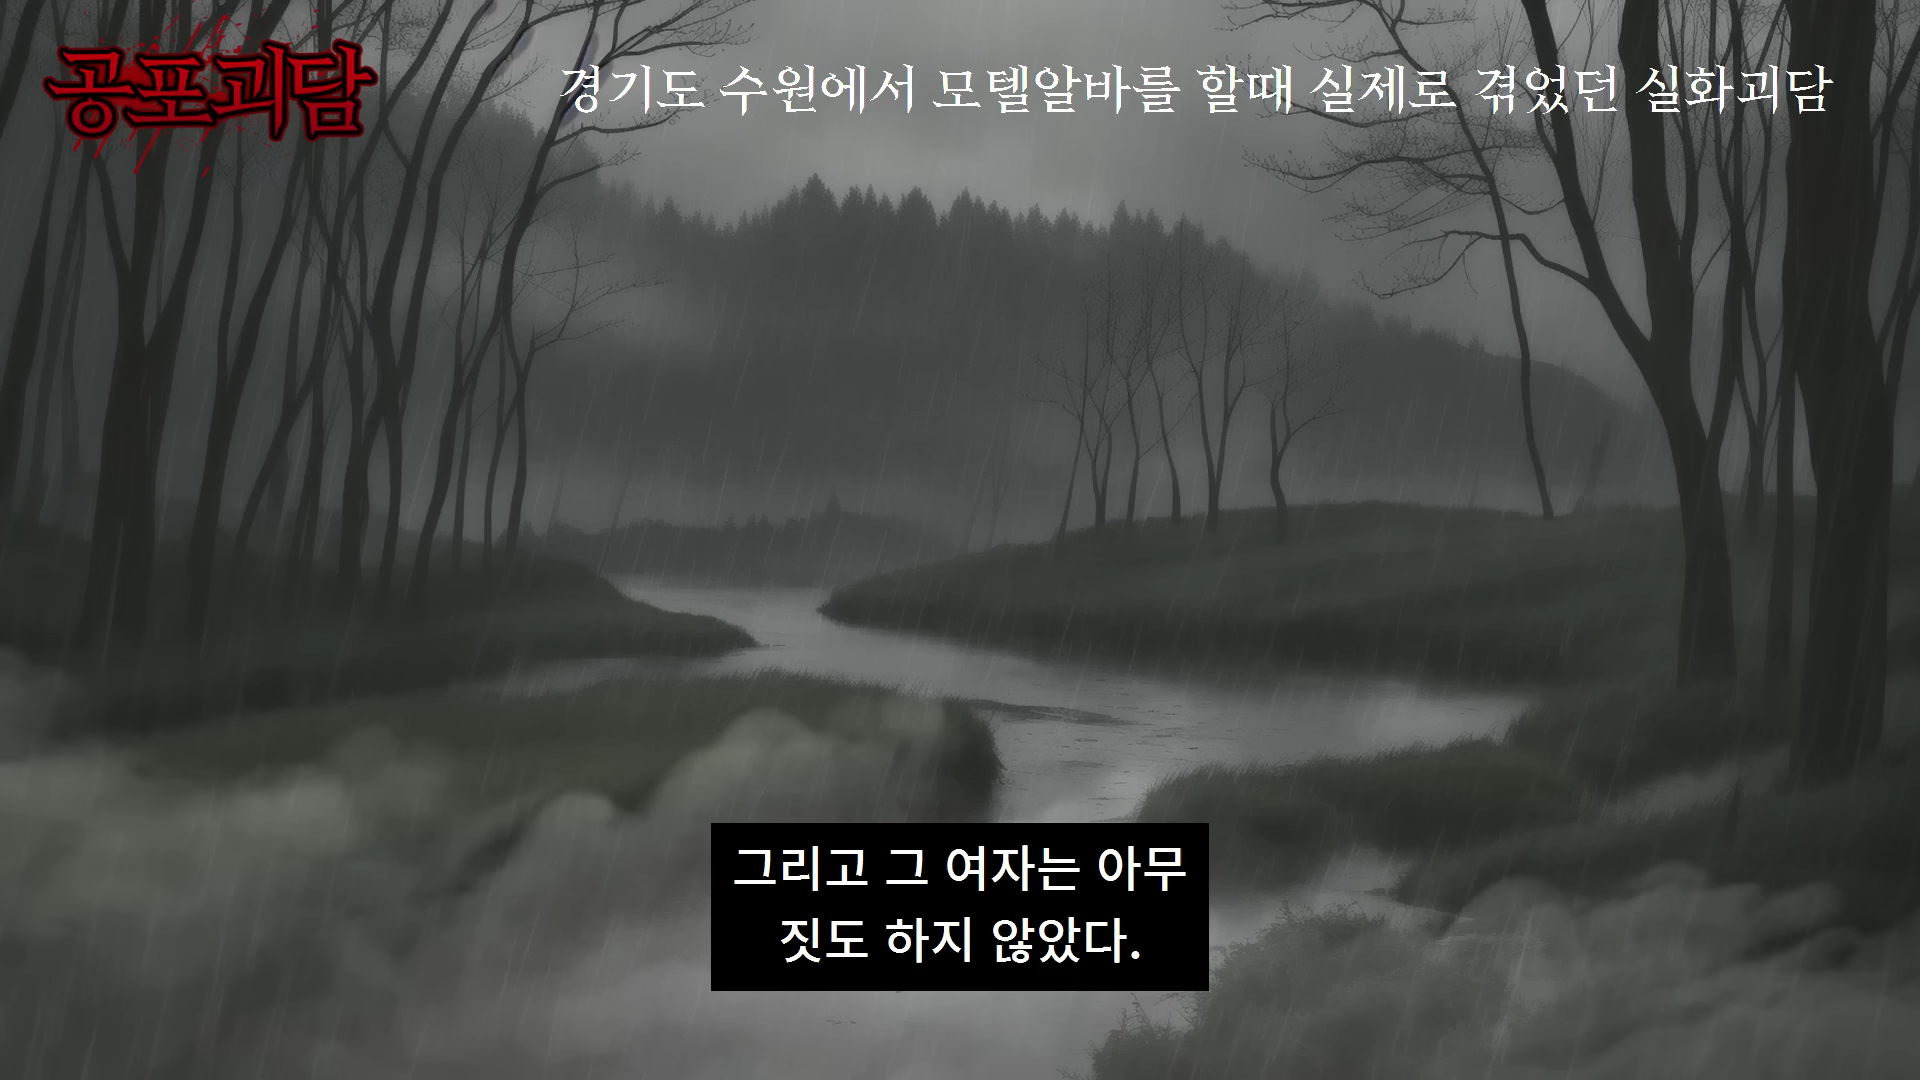 공포괴담
경기도 수원에서 모텔알바를 할때 실제로 겪었던 실화괴담
그리고 그 여자는 아무
짓도 하지 않았다.